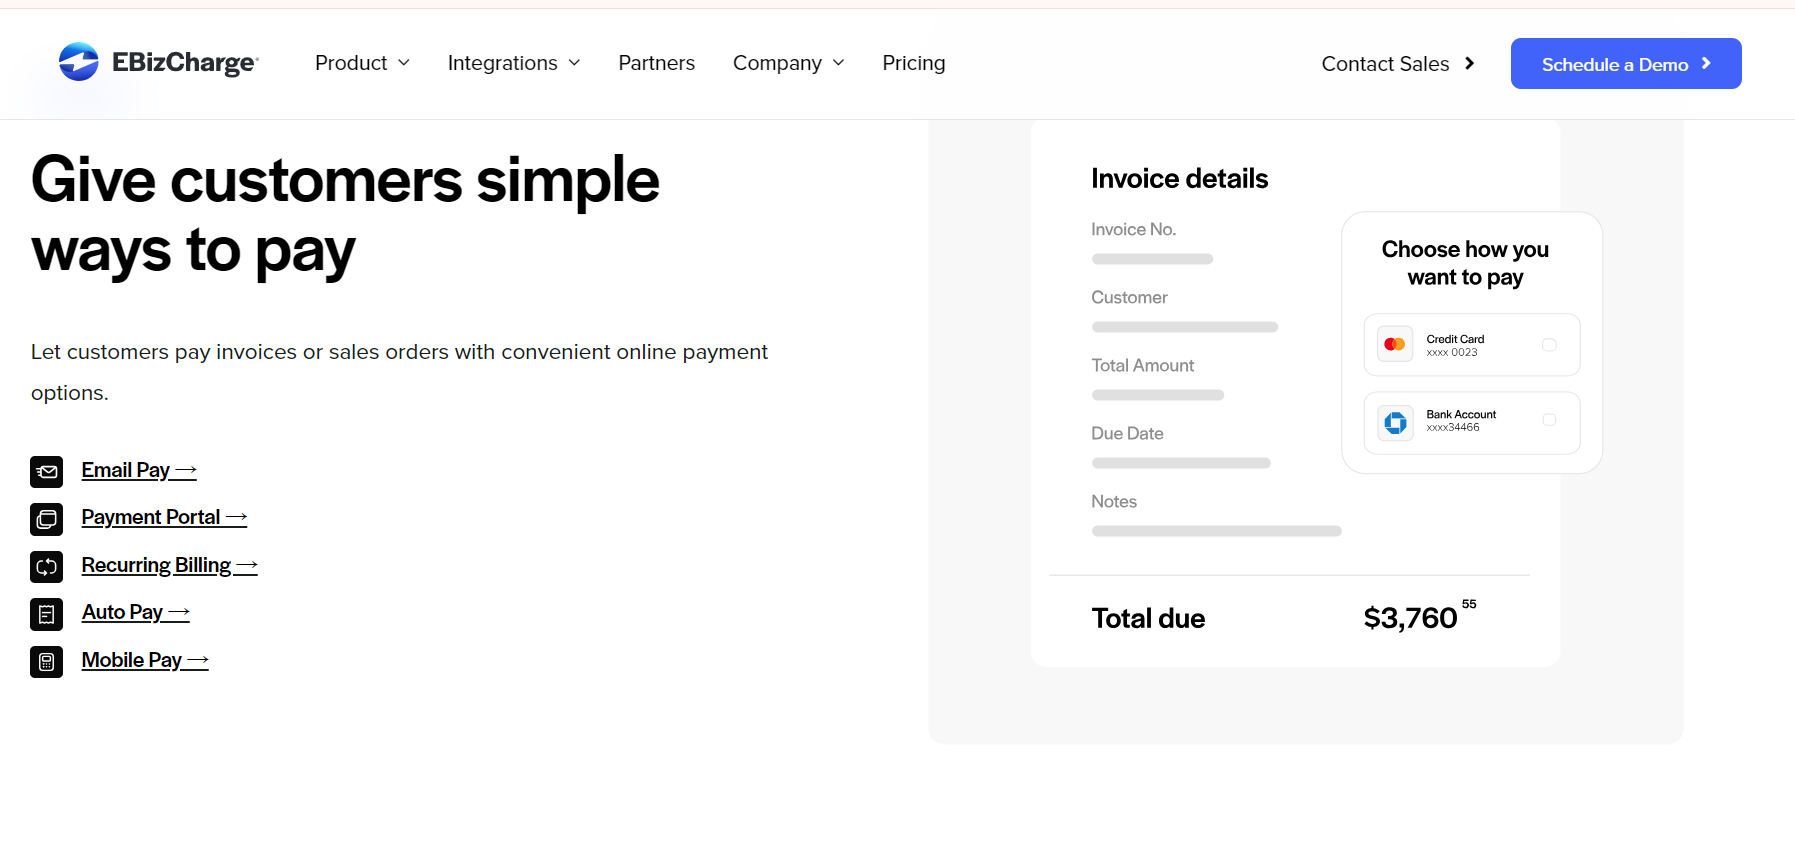 EBizCharge
Product
Integrations
Partners
Company
Pricing
Contact Sales
Schedule a Demo
Give customers simple
ways to pay
Let customers pay invoices or sales orders with convenient online payment
options.
Email Pay →
Payment Portal →
Recurring Billing →
Auto Pay →
Mobile Pay →
Invoice details
Invoice No.
Customer
Total Amount
Due Date
Notes
Choose how you
want to pay
Credit Card
xxxx 0023
Bank Account
xxxx34466
Total due
$3,760 55